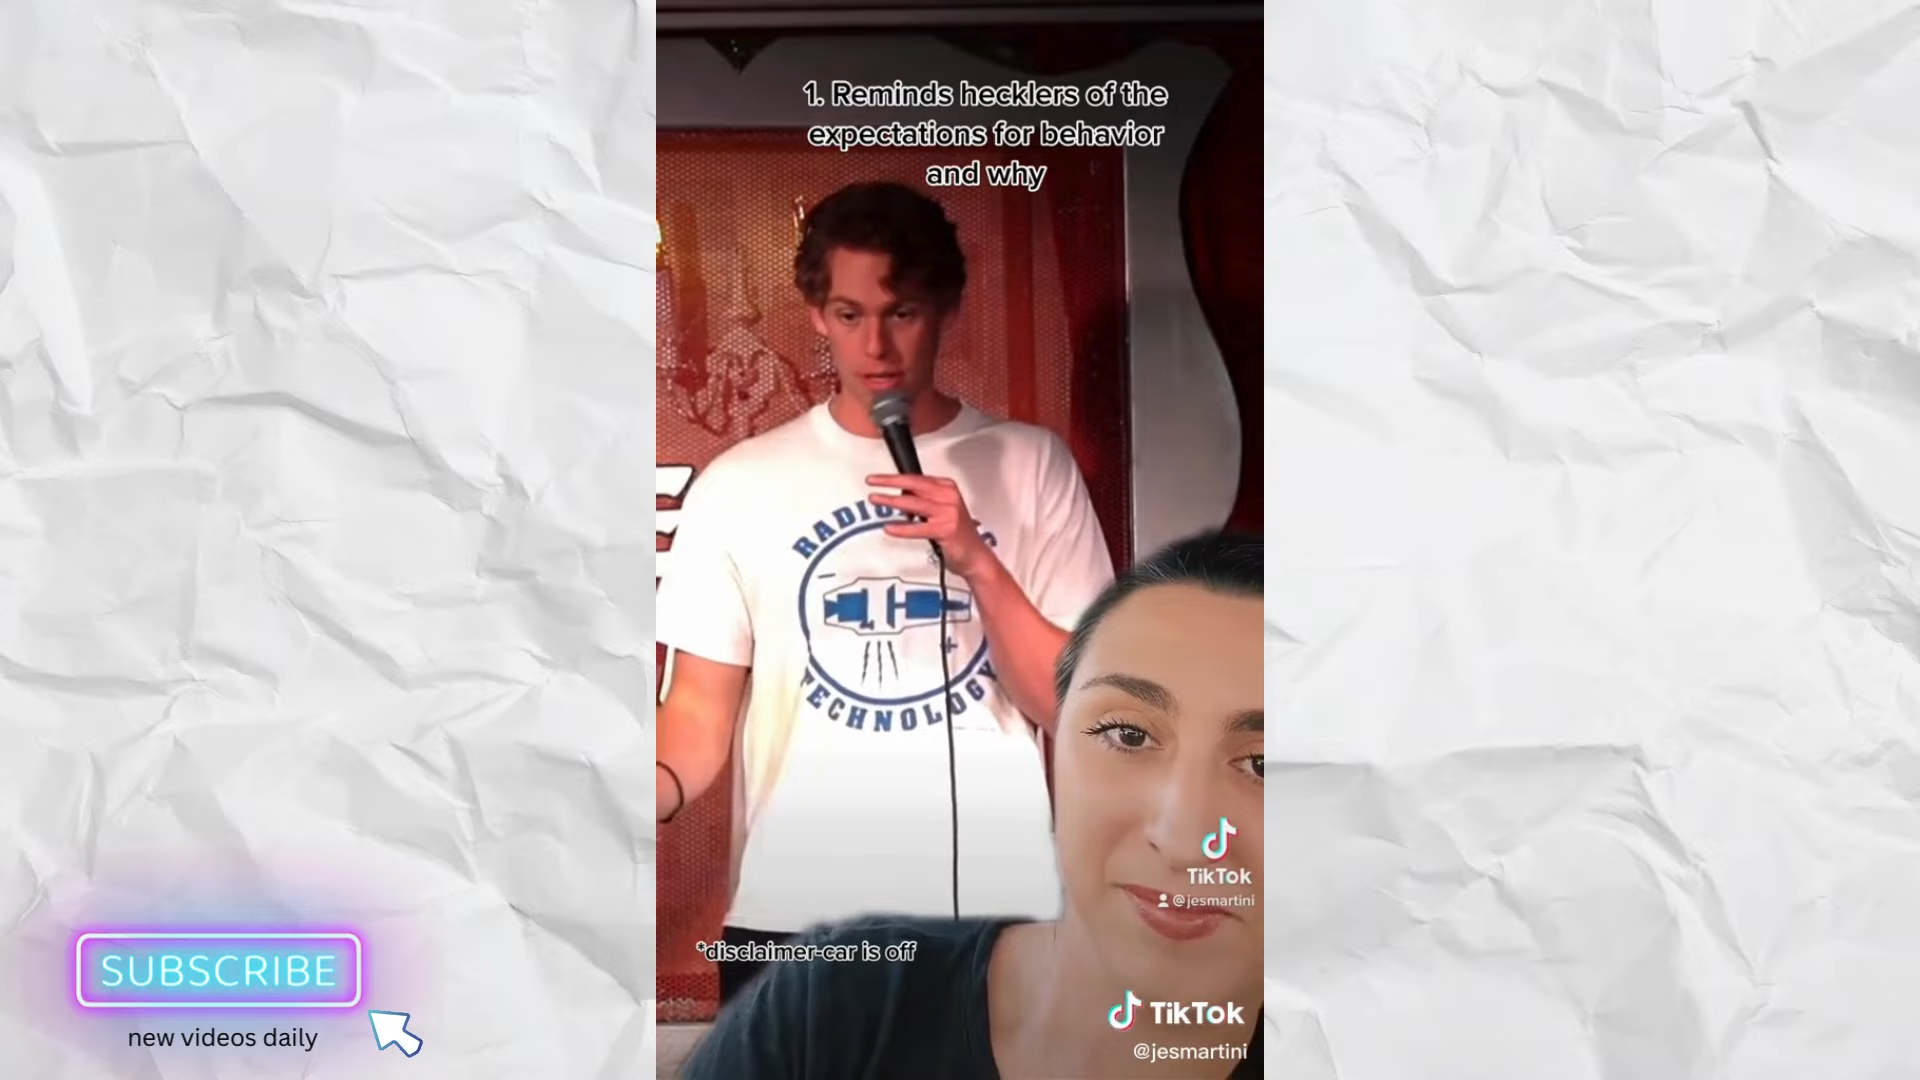 1. Reminds hecklers of the
expectations for behavior
and why
TECHNOLOGY
TikTok
@jesmartini
*disclaimer-car is off
TikTok
@jesmartini
SUBSCRIBE
new videos daily